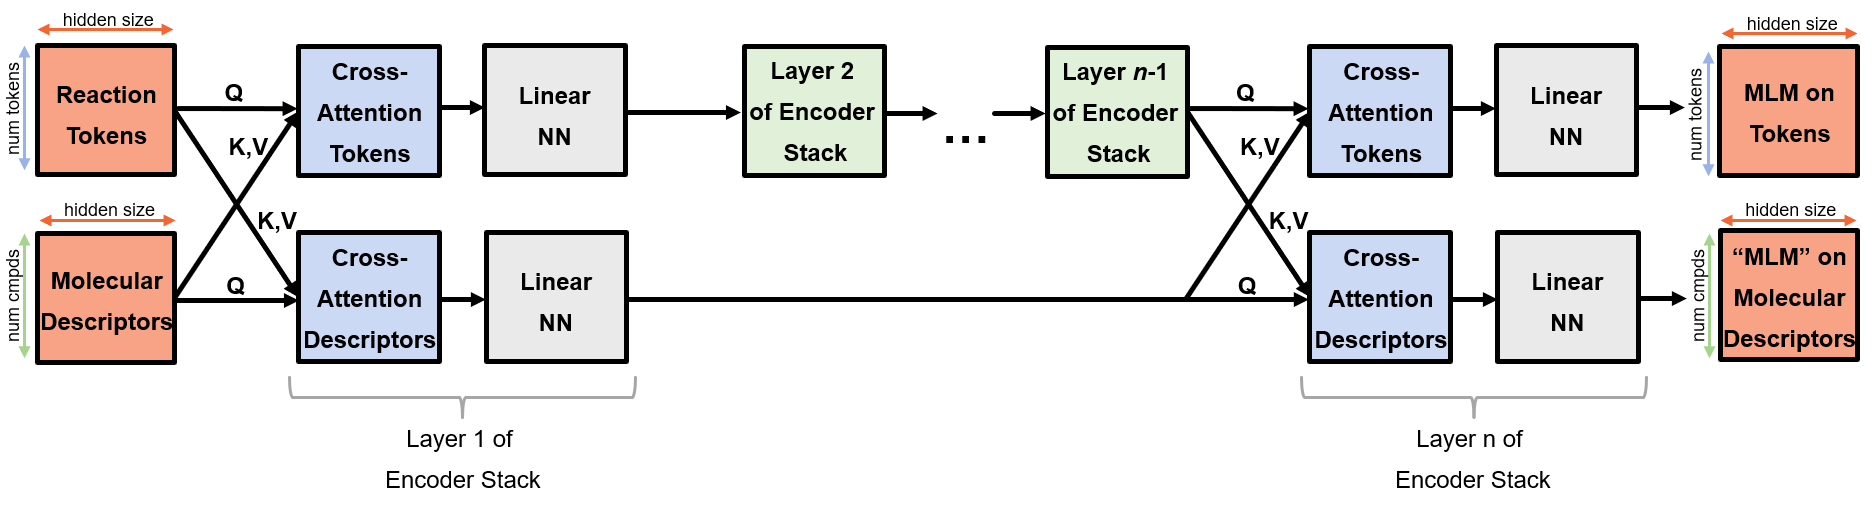 hidden size
num tokens
Reaction
Tokens
Q
K,V
Cross-
Attention
Tokens
Linear
NN
Layer 2
of Encoder
Stack
...
Layer n-1
of Encoder
Stack
Q
K,V
Cross-
Attention
Tokens
Linear
NN
hidden size
num tokens
MLM on
Tokens
hidden size
num cmpds
Molecular
Descriptors
K,V
Q
Cross-
Attention
Descriptors
Linear
NN
K,V
Q
Cross-
Attention
Descriptors
Linear
NN
hidden size
num cmpds
“MLM” on
Molecular
Descriptors
Layer 1 of
Encoder Stack
Layer n of
Encoder Stack